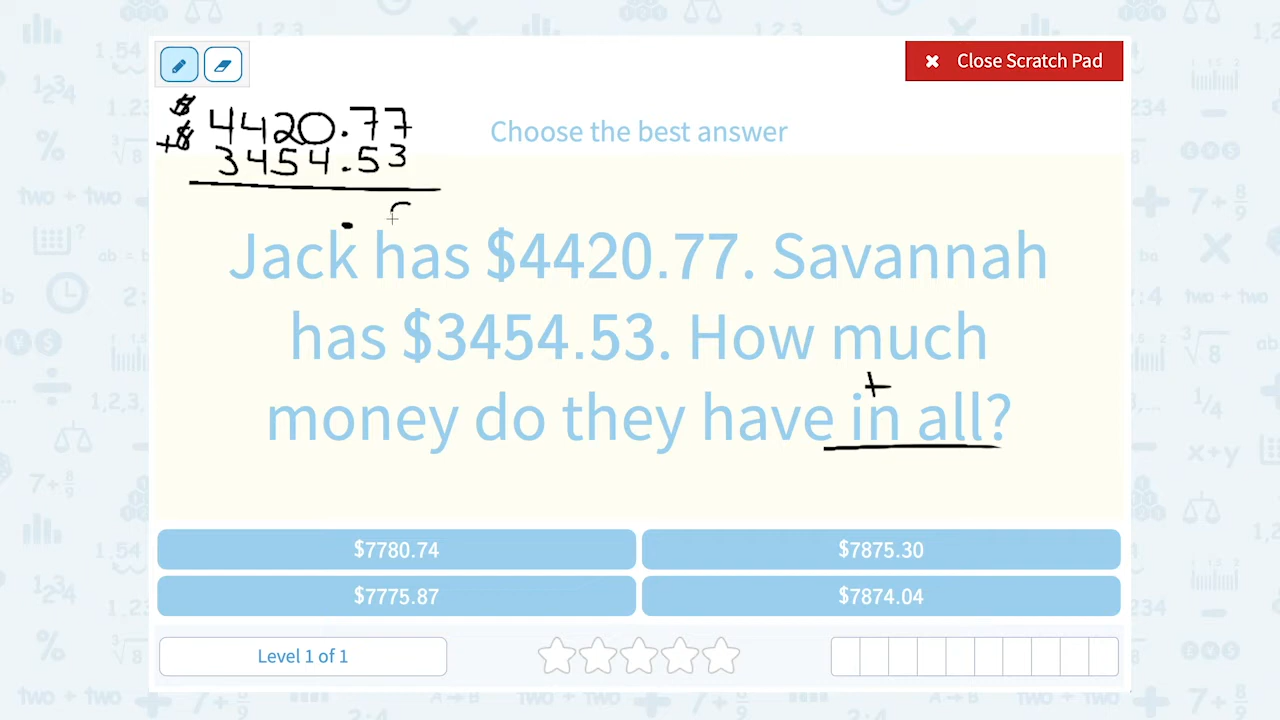 Close Scratch Pad
$ 4420.77
+$ 3454.53
.
Choose the best answer
Jack has $4420.77. Savannah
has $3454.53. How much
+
money do they have in all?
$7780.74
$7875.30
$7775.87
$7874.04
Level 1 of 1